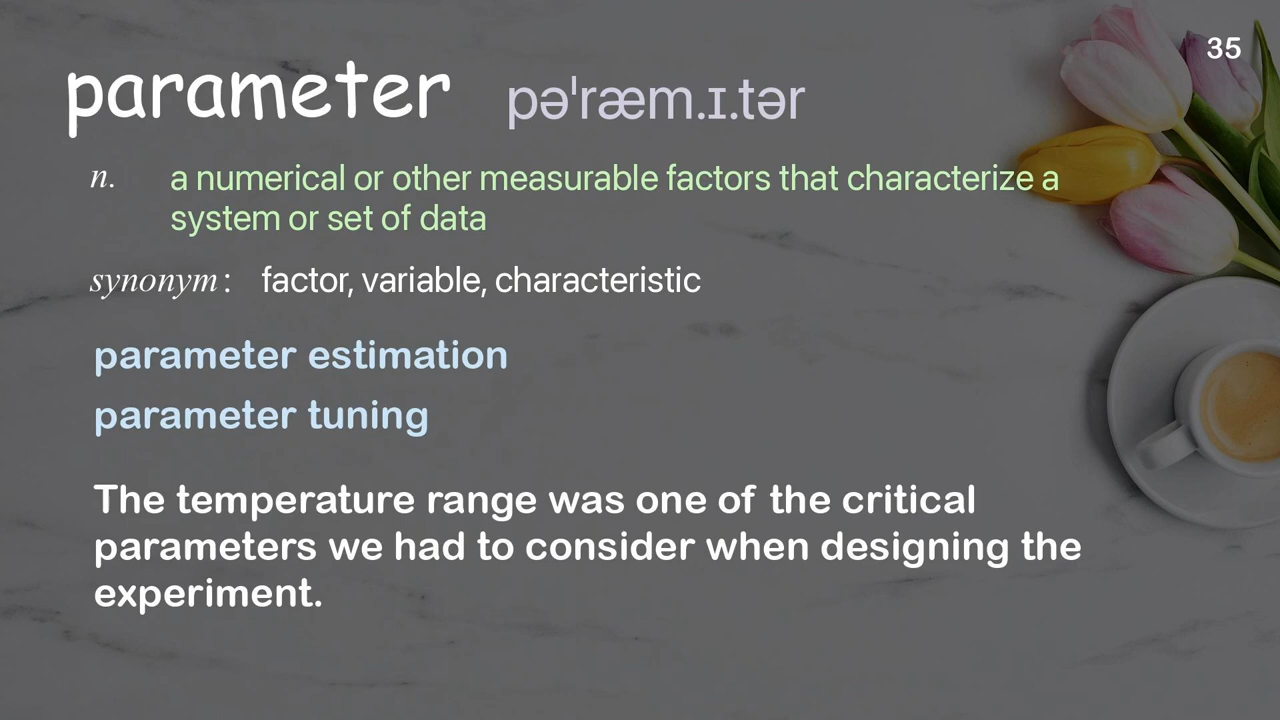 35
parameter pəˈræm.ɪ.tər
n. a numerical or other measurable factors that characterize a
system or set of data
synonym: factor, variable, characteristic
parameter estimation
parameter tuning
The temperature range was one of the critical
parameters we had to consider when designing the
experiment.